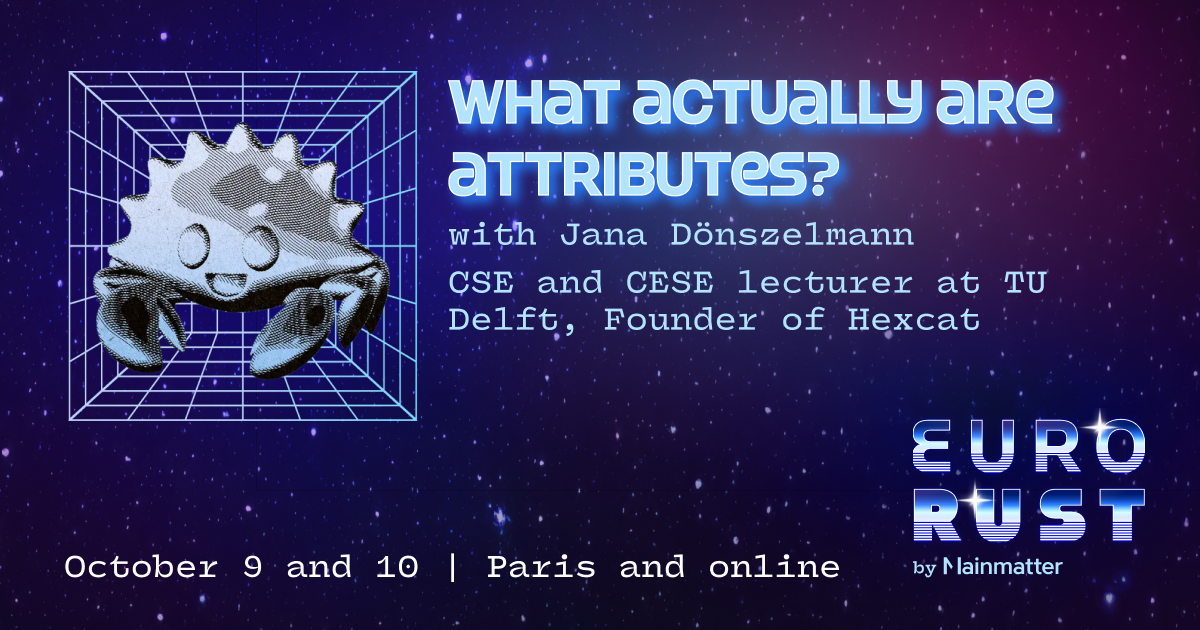 WHAT ACTUALLY ARE
ATTRIBUTES?
with Jana Dönszelmann
CSE and CESE lecturer at TU
Delft, Founder of Hexcat
EURO
RUST
by Mainmatter
October 9 and 10 | Paris and online